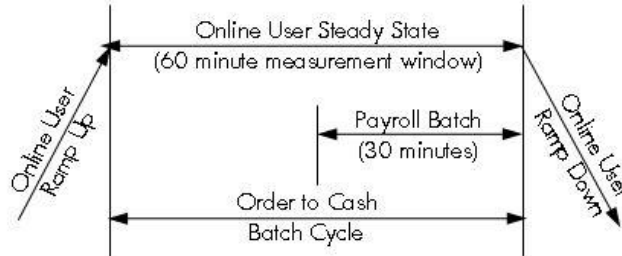 Online User Steady State
(60 minute measurement window)
Online User
Ramp Up
Payroll Batch
(30 minutes)
Online User
Ramp Down
Order to Cash
Batch Cycle